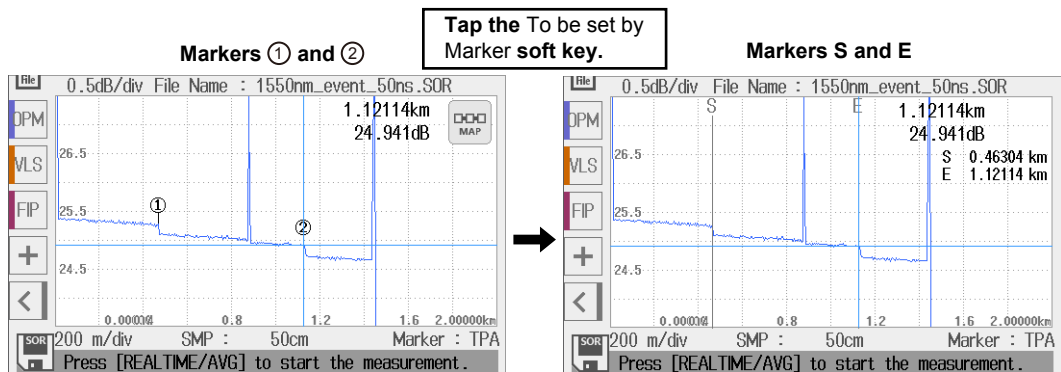 Tap the To be set by
Marker soft key.
Markers ① and ②
Markers S and E
File
0.5dB/div File Name : 1550nm_event_50ns.SOR
OPM
VLS
FIP
1.12114km
24.941dB
MAP
26.5
25.5
24.5
①
②
0.8
1.2
1.6
2.00000km
SOR
200 m/div SMP : 50cm Marker : TPA
Press [REALTIME/AVG] to start the measurement.
File
0.5dB/div File Name : 1550nm_event_50ns.SOR
OPM
VLS
FIP
S
E
1.12114km
24.941dB
S 0.46304 km
E 1.12114 km
26.5
25.5
24.5
0.8
1.2
1.6
2.00000km
SOR
200 m/div SMP : 50cm Marker : TPA
Press [REALTIME/AVG] to start the measurement.